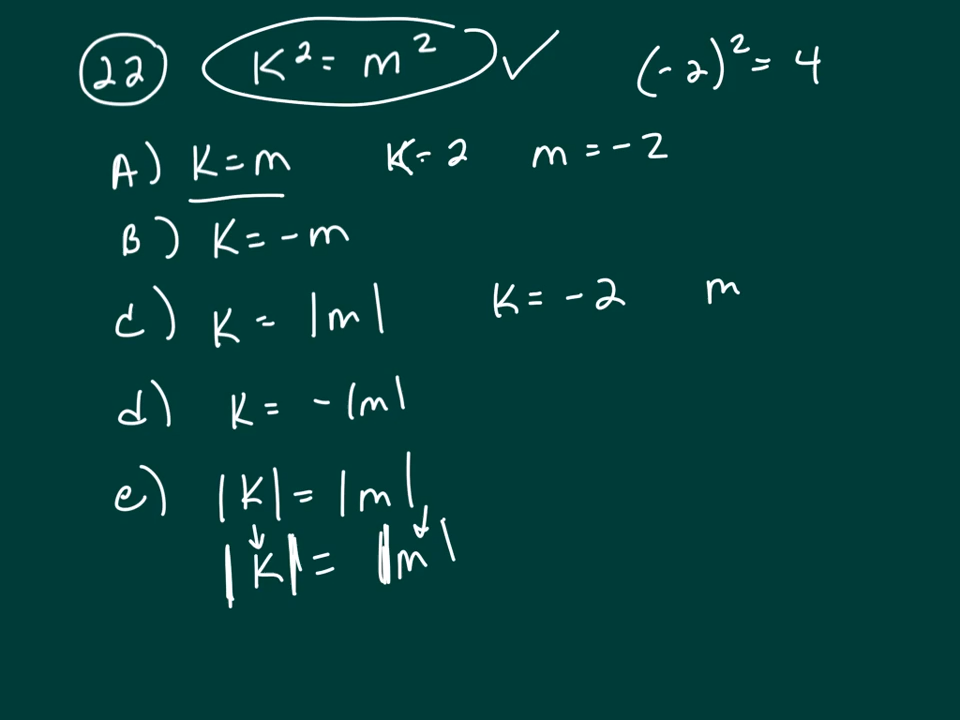 22 K² = m² ✓ (-2)² = 4
A) K = m K = 2 m = -2
B) K = -m
c) K = |m| K = -2 m
d) K = -|m|
e) |K| = |m|
|K| = |m|